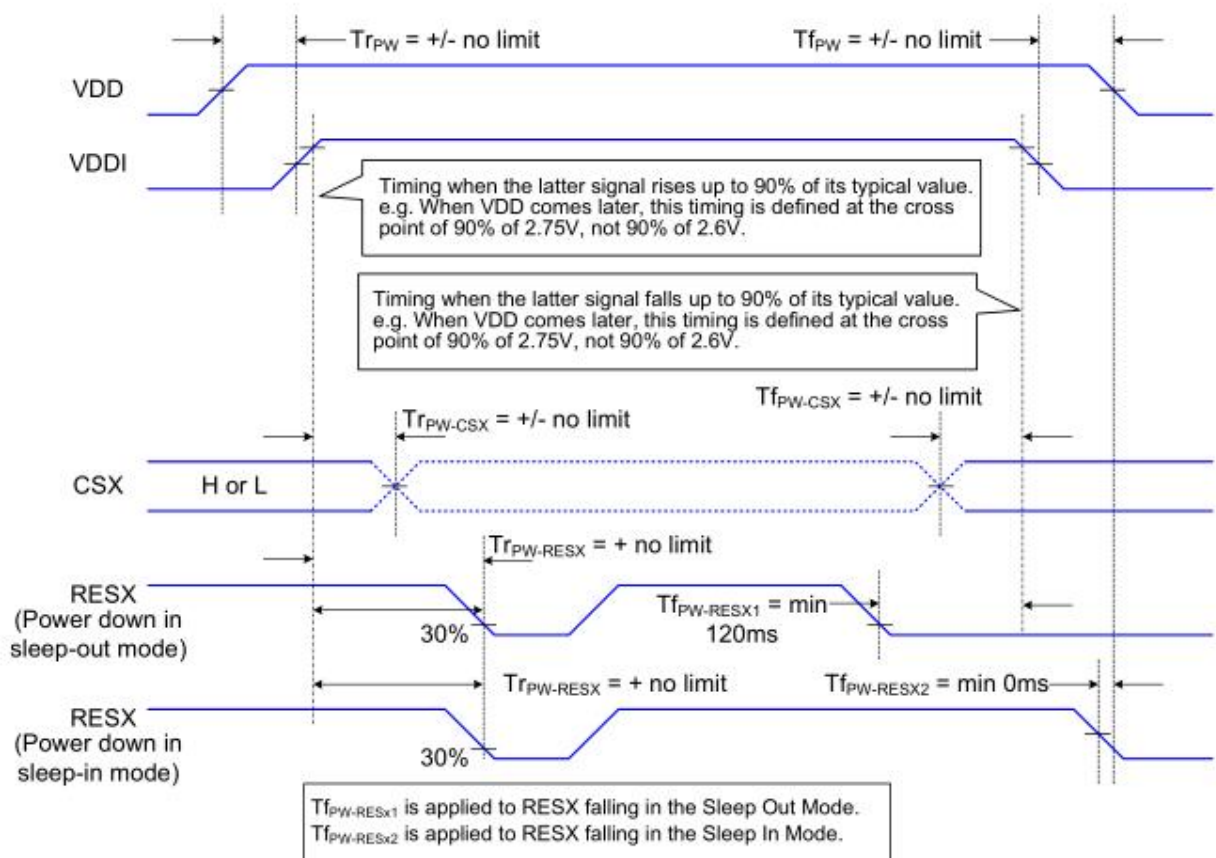 TrPW = +/- no limit
TfPW = +/- no limit
VDD
VDDI
Timing when the latter signal rises up to 90% of its typical value.
e.g. When VDD comes later, this timing is defined at the cross
point of 90% of 2.75V, not 90% of 2.6V.
Timing when the latter signal falls up to 90% of its typical value.
e.g. When VDD comes later, this timing is defined at the cross
point of 90% of 2.75V, not 90% of 2.6V.
TfPW-CSX = +/- no limit
TrPW-CSX = +/- no limit
CSX
H or L
TrPW-RESX = + no limit
RESX
(Power down in
sleep-out mode)
30%
TfPW-RESX1 = min
120ms
TrPW-RESX = + no limit
TfPW-RESX2 = min 0ms
RESX
(Power down in
sleep-in mode)
30%
TfPW-RESx1 is applied to RESX falling in the Sleep Out Mode.
TfPW-RESx2 is applied to RESX falling in the Sleep In Mode.